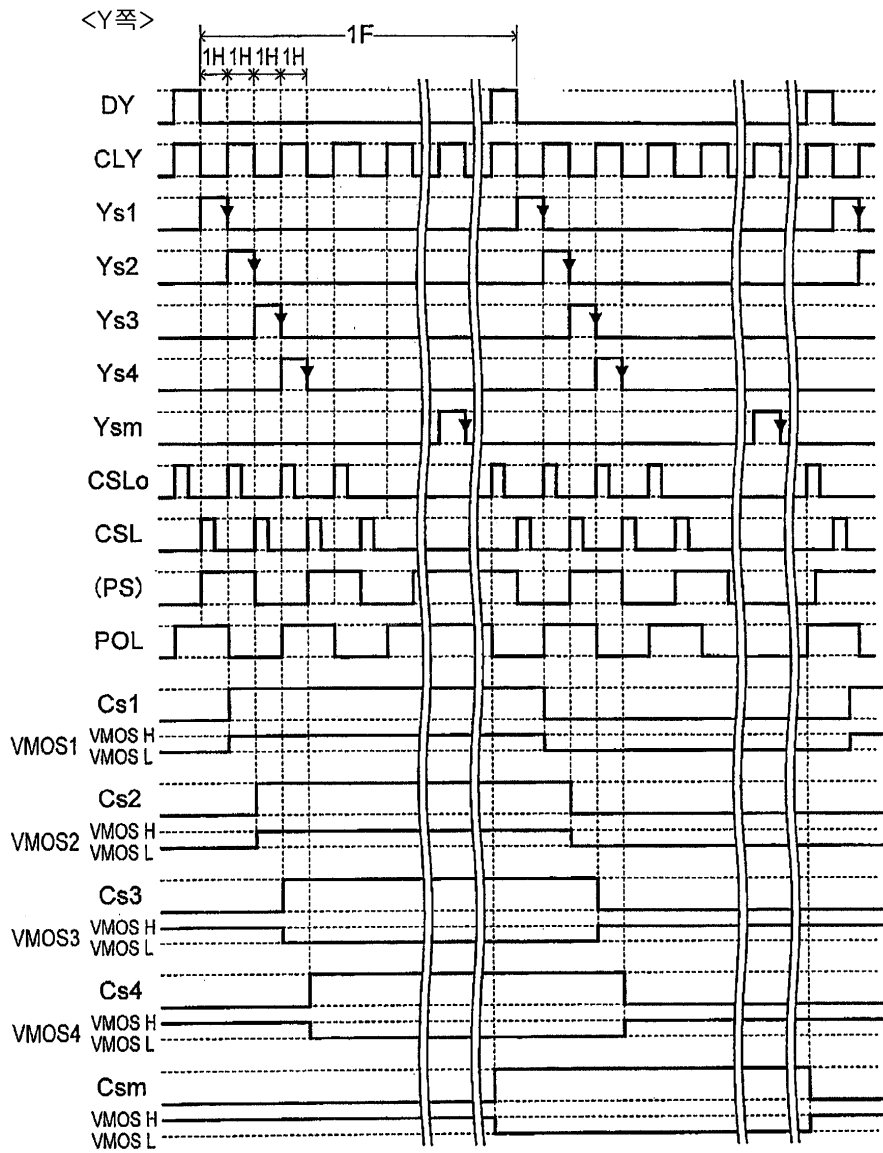 <Y쪽>
1F
1H 1H 1H 1H
DY
CLY
Ys1
Ys2
Ys3
Ys4
Ysm
CSLo
CSL
(PS)
POL
Cs1
VMOS1
VMOS H
VMOS L
Cs2
VMOS2
VMOS H
VMOS L
Cs3
VMOS3
VMOS H
VMOS L
Cs4
VMOS4
VMOS H
VMOS L
Csm
VMOS H
VMOS L